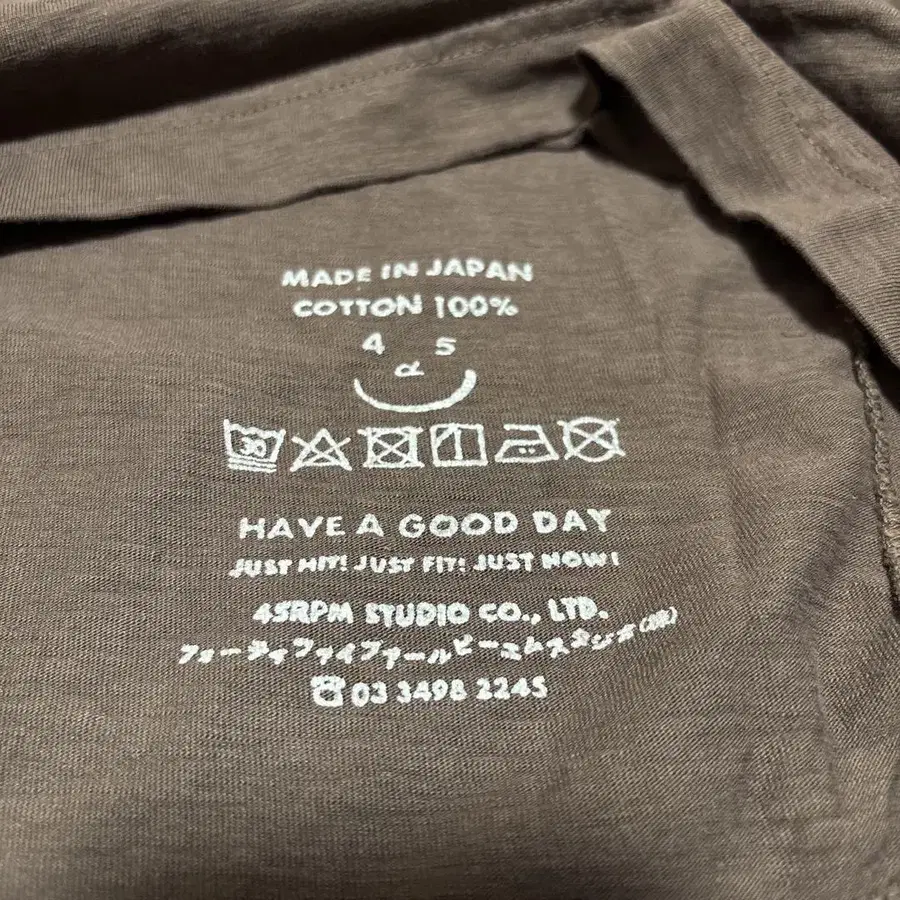 MADE IN JAPAN
COTTON 100%
4 5
α
30
HAVE A GOOD DAY
JUST HIT! JUST FIT! JUST NOW!
45RPM STUDIO CO., LTD.
フォーティファイブアールピーエムスタジオ(株)
☎03 3498 2245